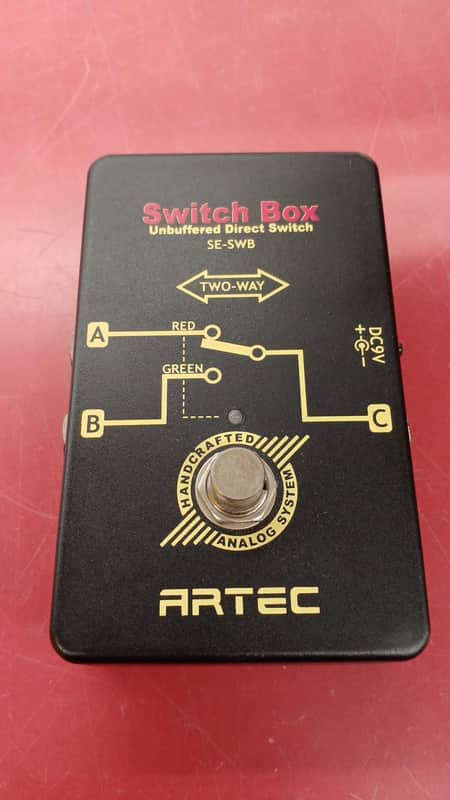 Switch Box
Unbuffered Direct Switch
SE-SWB
TWO-WAY
A
RED
GREEN
B
C
DC9V
+ -
HANDCRAFTED
ANALOG SYSTEM
ARTEC